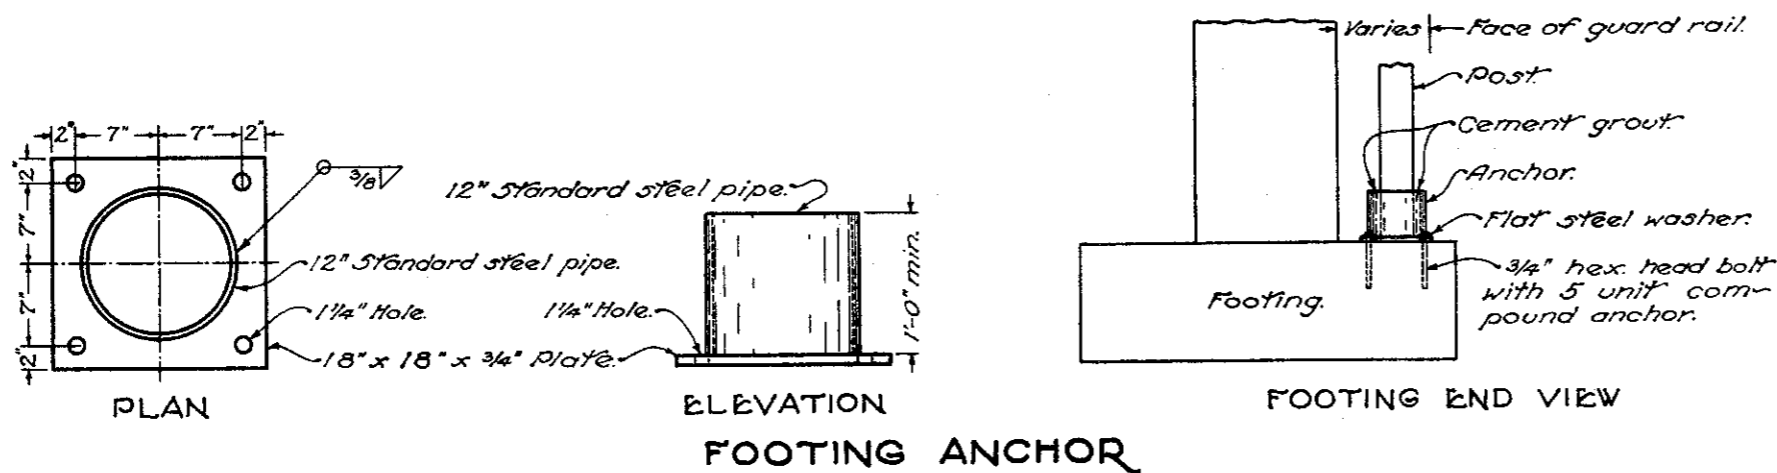 2" 7" 7" 2"
2"
7"
7"
2"
3/8
12" Standard steel pipe.
1 1/4" Hole.
18" x 18" x 3/4" Plate.
PLAN
12" Standard steel pipe.
1 1/4" Hole.
1'-0" min.
ELEVATION
Varies
Face of guard rail.
Post.
Cement grout.
Anchor.
Flat steel washer.
3/4" hex. head bolt
with 5 unit com-
pound anchor.
Footing.
FOOTING END VIEW
FOOTING ANCHOR